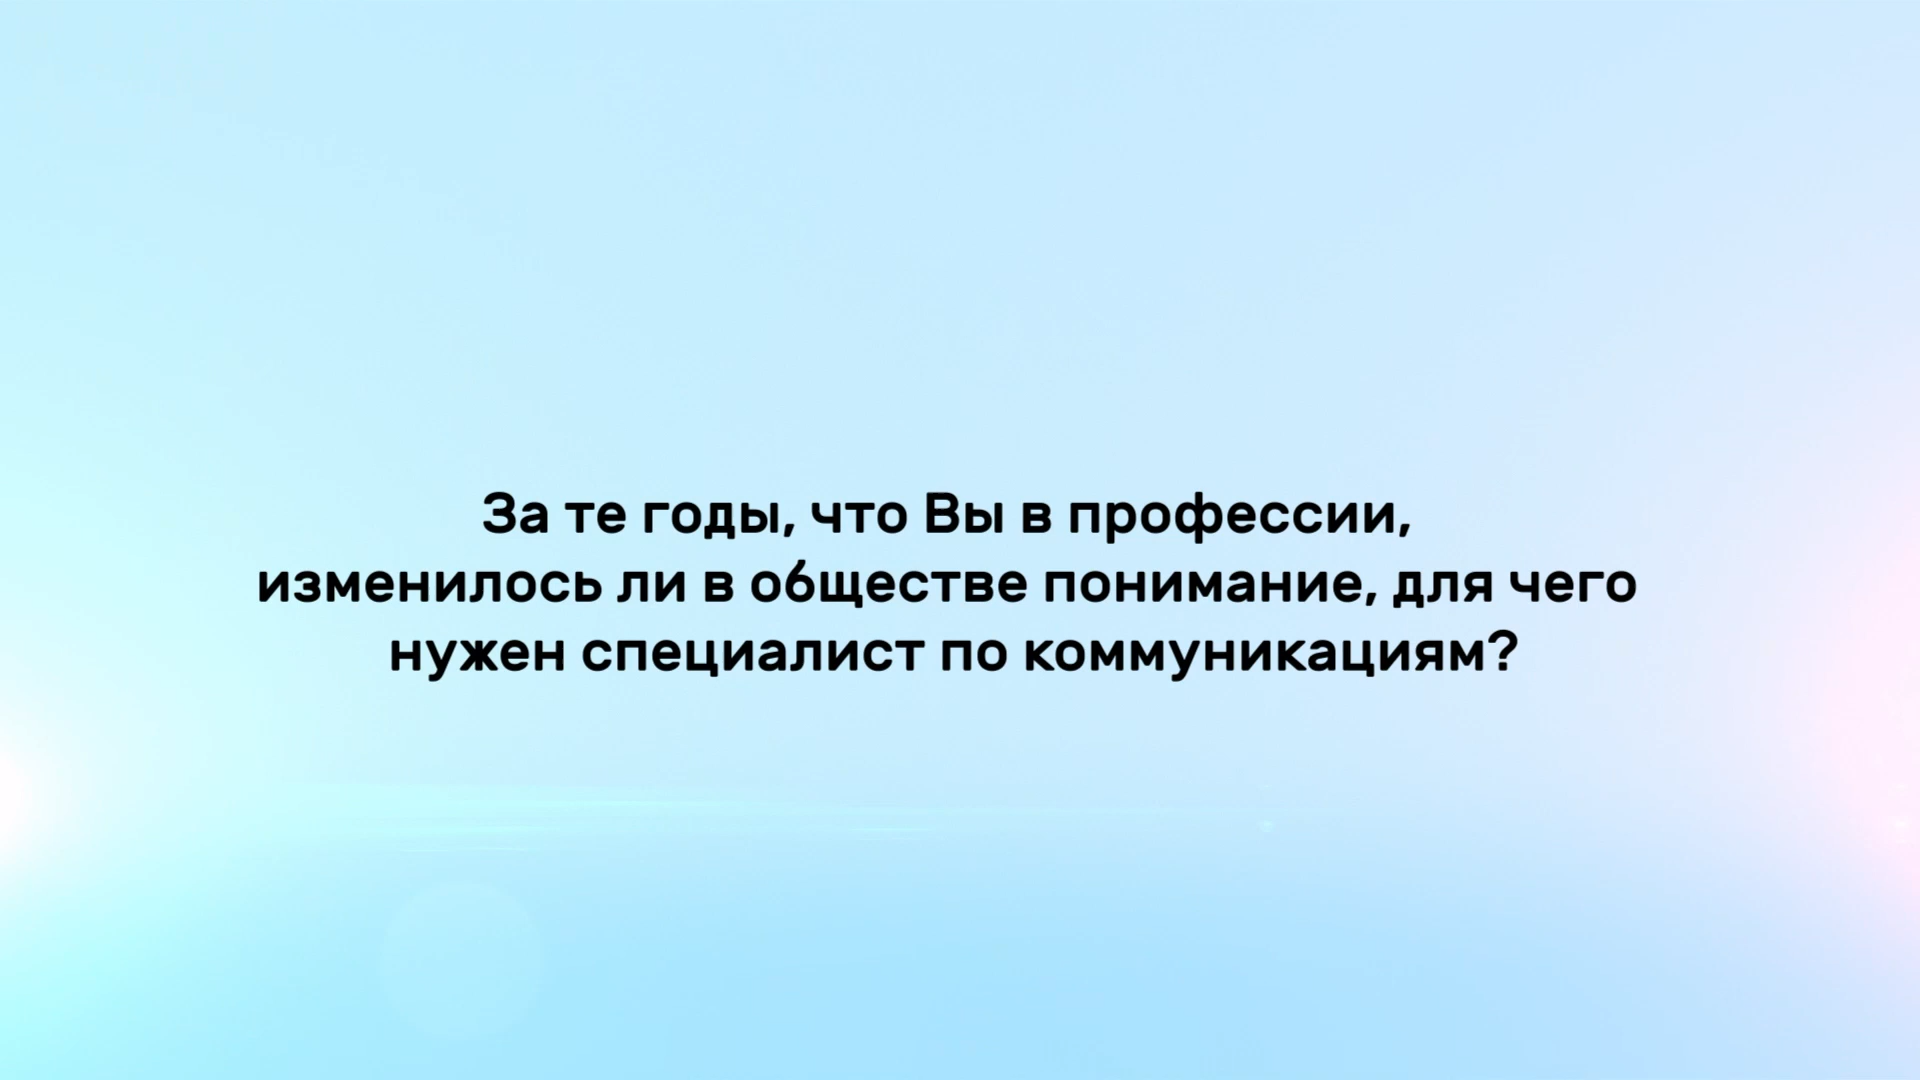 За те годы, что Вы в профессии,
изменилось ли в обществе понимание, для чего
нужен специалист по коммуникациям?